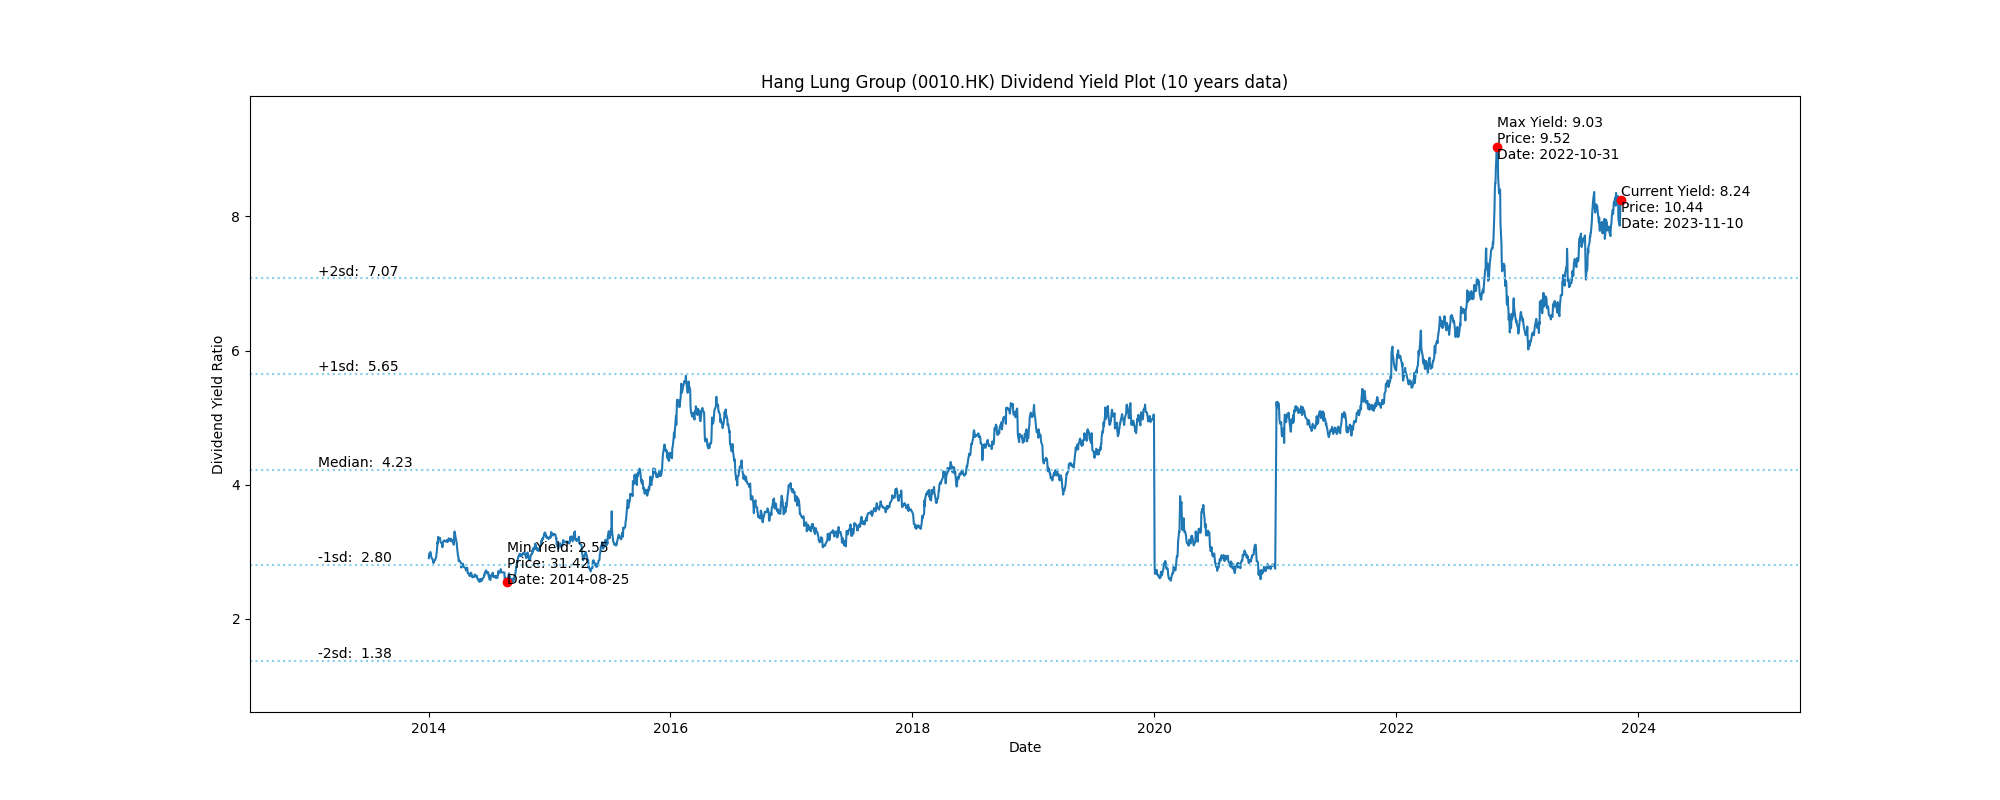 Hang Lung Group (0010.HK) Dividend Yield Plot (10 years data)
Max Yield: 9.03
Price: 9.52
Date: 2022-10-31
Current Yield: 8.24
Price: 10.44
Date: 2023-11-10
8
+2sd:  7.07
6
+1sd:  5.65
Median:  4.23
4
Min Yield: 2.55
Price: 31.42
Date: 2014-08-25
-1sd:  2.80
2
-2sd:  1.38
Dividend Yield Ratio
2014
2016
2018
2020
2022
2024
Date